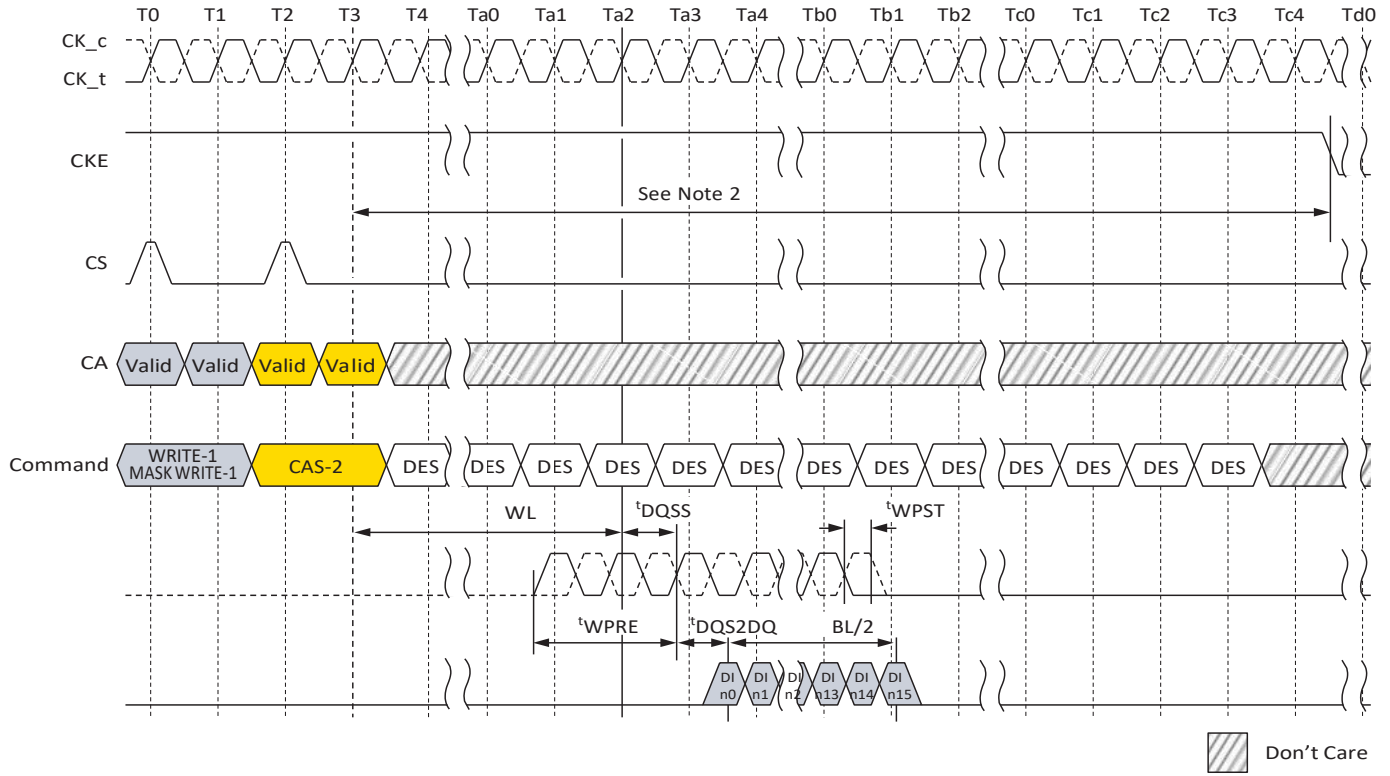 T0 T1 T2 T3 T4 Ta0 Ta1 Ta2 Ta3 Ta4 Tb0 Tb1 Tb2 Tc0 Tc1 Tc2 Tc3 Tc4 Td0
CK_c
CK_t
CKE
See Note 2
CS
CA Valid Valid Valid Valid
Command WRITE-1 MASK WRITE-1 CAS-2 DES DES DES DES DES DES DES DES DES DES DES DES DES
WL tDQSS tWPST
tWPRE tDQS2DQ BL/2
DI n0 DI n1 DI n2 DI n13 DI n14 DI n15
Don't Care